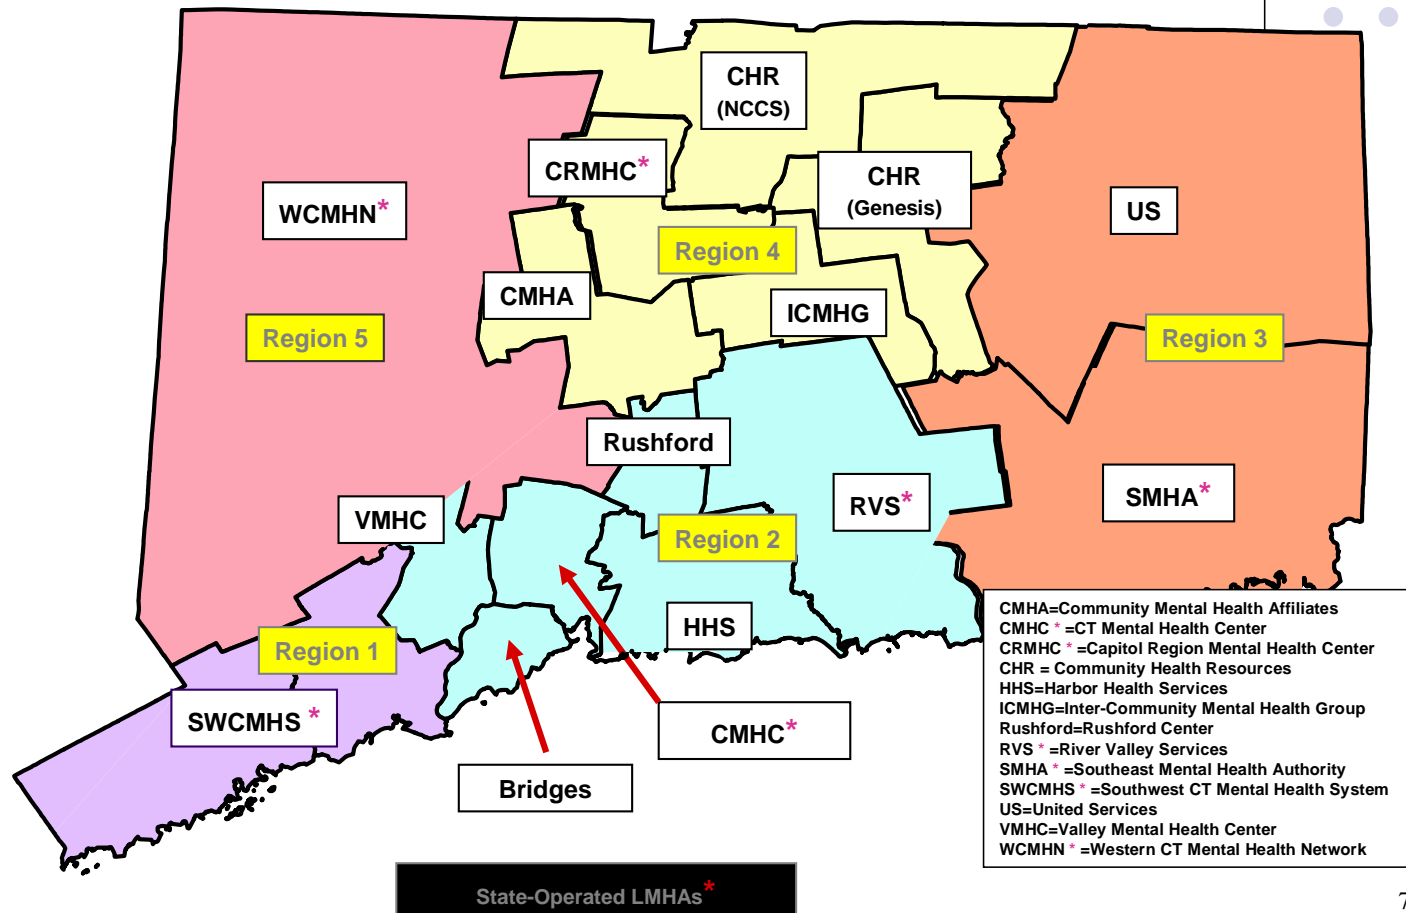 CHR
(NCCS)
CRMHC*
CHR
(Genesis)
WCMHN*
US
Region 4
CMHA
ICMHG
Region 5
Region 3
Rushford
SMHA*
RVS*
VMHC
Region 2
HHS
Region 1
SWCMHS *
CMHC*
Bridges
CMHA=Community Mental Health Affiliates
CMHC * =CT Mental Health Center
CRMHC * =Capitol Region Mental Health Center
CHR = Community Health Resources
HHS=Harbor Health Services
ICMHG=Inter-Community Mental Health Group
Rushford=Rushford Center
RVS * =River Valley Services
SMHA * =Southeast Mental Health Authority
SWCMHS * =Southwest CT Mental Health System
US=United Services
VMHC=Valley Mental Health Center
WCMHN * =Western CT Mental Health Network
State-Operated LMHAs*
7